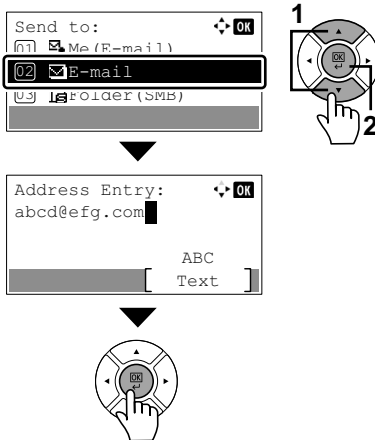 Send to: OK
01 Me(E-mail)
02 E-mail
03 Folder(SMB)
1
OK
2
Address Entry: OK
abcd@efg.com
ABC
[ Text ]
OK